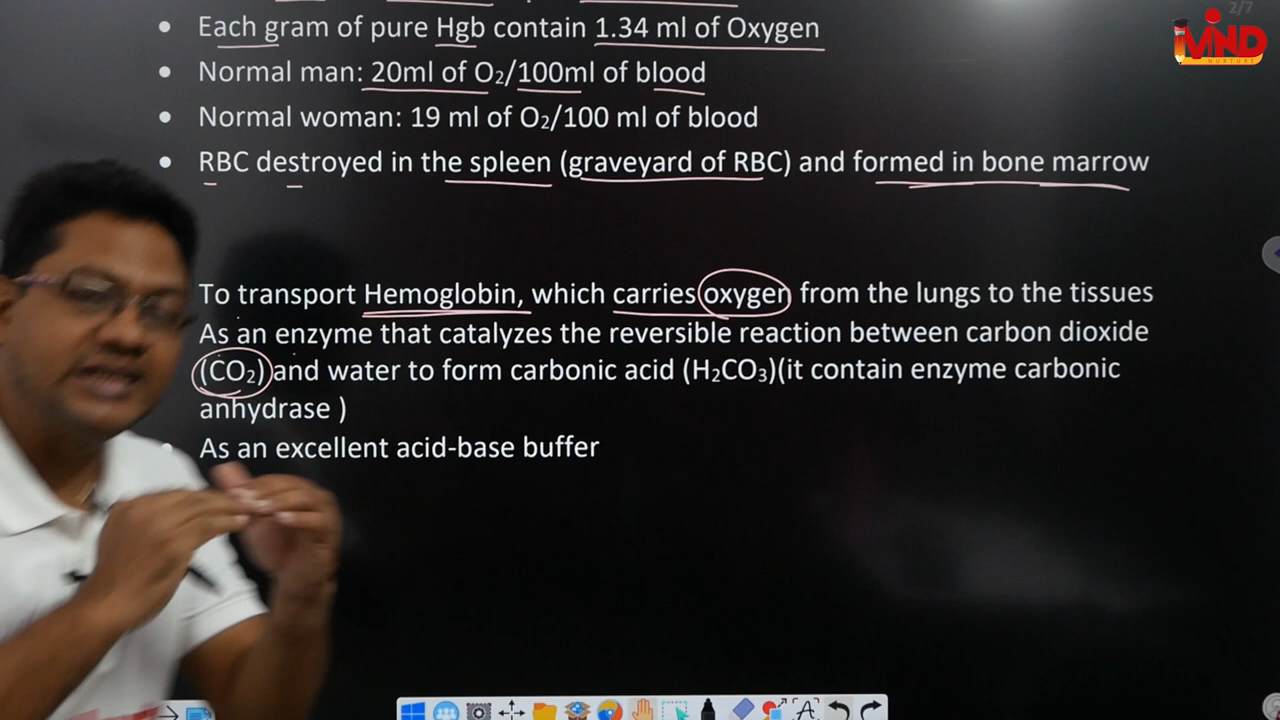 2/7
iMIND
NURTURE
• Each gram of pure Hgb contain 1.34 ml of Oxygen
• Normal man: 20ml of O₂/100ml of blood
• Normal woman: 19 ml of O₂/100 ml of blood
• RBC destroyed in the spleen (graveyard of RBC) and formed in bone marrow
To transport Hemoglobin, which carries oxygen from the lungs to the tissues
As an enzyme that catalyzes the reversible reaction between carbon dioxide
(CO₂) and water to form carbonic acid (H₂CO₃)(it contain enzyme carbonic
anhydrase )
• As an excellent acid-base buffer